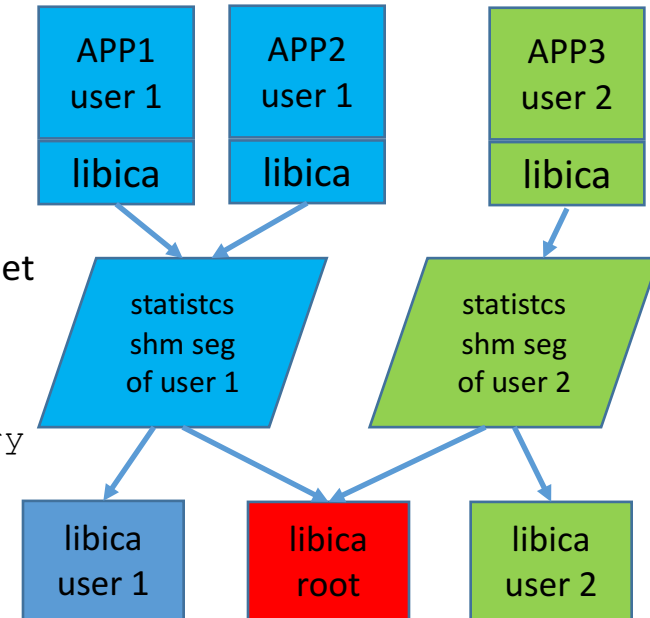 APP1
user 1
APP2
user 1
APP3
user 2
libica
libica
libica
et
statistcs
shm seg
of user 1
statistcs
shm seg
of user 2
y
libica
user 1
libica
root
libica
user 2